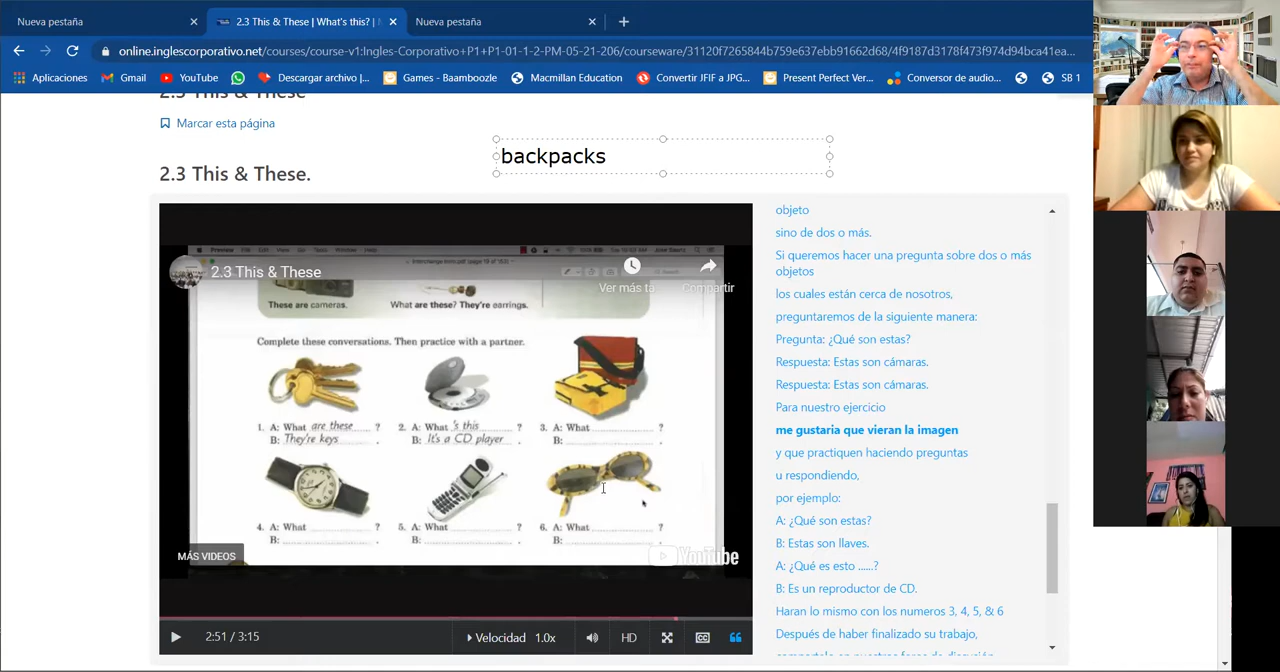 Nueva pestaña
2.3 This & These | What's this? |
Nueva pestaña
online.inglescorporativo.net/courses/course-v1:Ingles-Corporativo+P1+P1-01-1-2-PM-05-21-206/courseware/31120f7265844b759e637ebb91662d68/4f9187d3178f473f974d94bca41ea...
Aplicaciones
Gmail
YouTube
Descargar archivo |...
Games - Baamboozle
Macmillan Education
Convertir JFIF a JPG...
Present Perfect Ver...
Conversor de audio...
SB 1
2.3 This & These
Marcar esta página
backpacks
2.3 This & These.
2.3 This & These
Ver más ta...
Compartir
These are cameras.
What are these? They're earrings.
Complete these conversations. Then practice with a partner.
1. A: What are these ?
B: They're keys
2. A: What 's this ?
B: It's a CD player
3. A: What ?
B:
4. A: What ?
B:
5. A: What ?
B:
6. A: What ?
B:
MÁS VIDEOS
YouTube
2:51 / 3:15
Velocidad 1.0x
HD
objeto
sino de dos o más.
Si queremos hacer una pregunta sobre dos o más
objetos
los cuales están cerca de nosotros,
preguntaremos de la siguiente manera:
Pregunta: ¿Qué son estas?
Respuesta: Estas son cámaras.
Respuesta: Estas son cámaras.
Para nuestro ejercicio
me gustaria que vieran la imagen
y que practiquen haciendo preguntas
u respondiendo,
por ejemplo:
A: ¿Qué son estas?
B: Estas son llaves.
A: ¿Qué es esto ......?
B: Es un reproductor de CD.
Haran lo mismo con los numeros 3, 4, 5, & 6
Después de haber finalizado su trabajo,
compartelo en nuestros foros de discusión